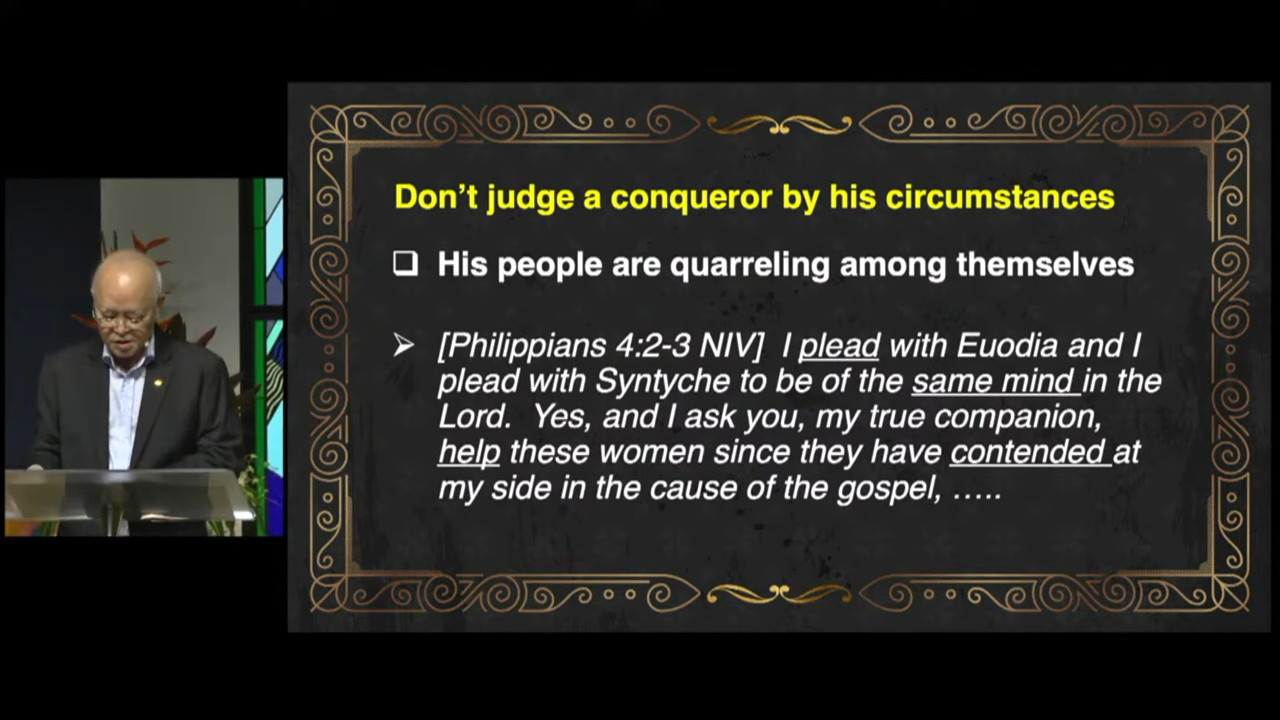 Don't judge a conqueror by his circumstances
His people are quarreling among themselves
[Philippians 4:2-3 NIV] I plead with Euodia and I
plead with Syntyche to be of the same mind in the
Lord. Yes, and I ask you, my true companion,
help these women since they have contended at
my side in the cause of the gospel, …..